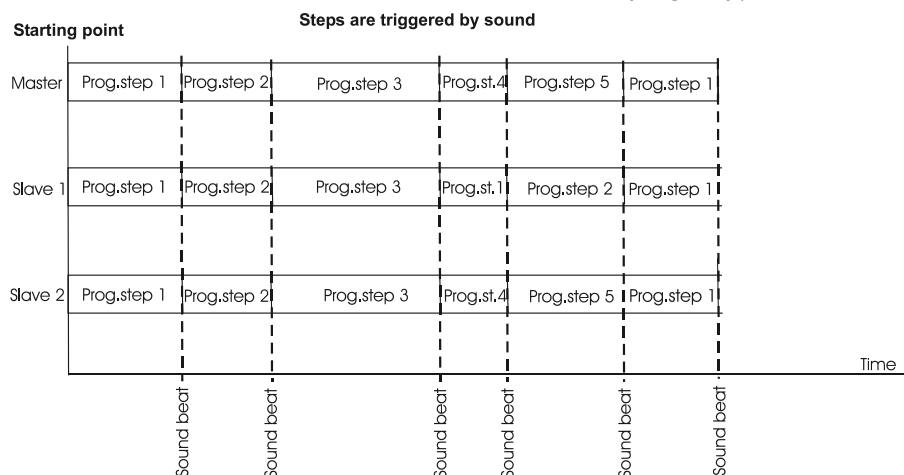 Steps are triggered by sound
Starting point
Master Prog.step 1 Prog.step 2 Prog.step 3 Prog.st.4 Prog.step 5 Prog.step 1
Slave 1 Prog.step 1 Prog.step 2 Prog.step 3 Prog.st.1 Prog.step 2 Prog.step 1
Slave 2 Prog.step 1 Prog.step 2 Prog.step 3 Prog.st.4 Prog.step 5 Prog.step 1
Time
Sound beat
Sound beat
Sound beat
Sound beat
Sound beat
Sound beat